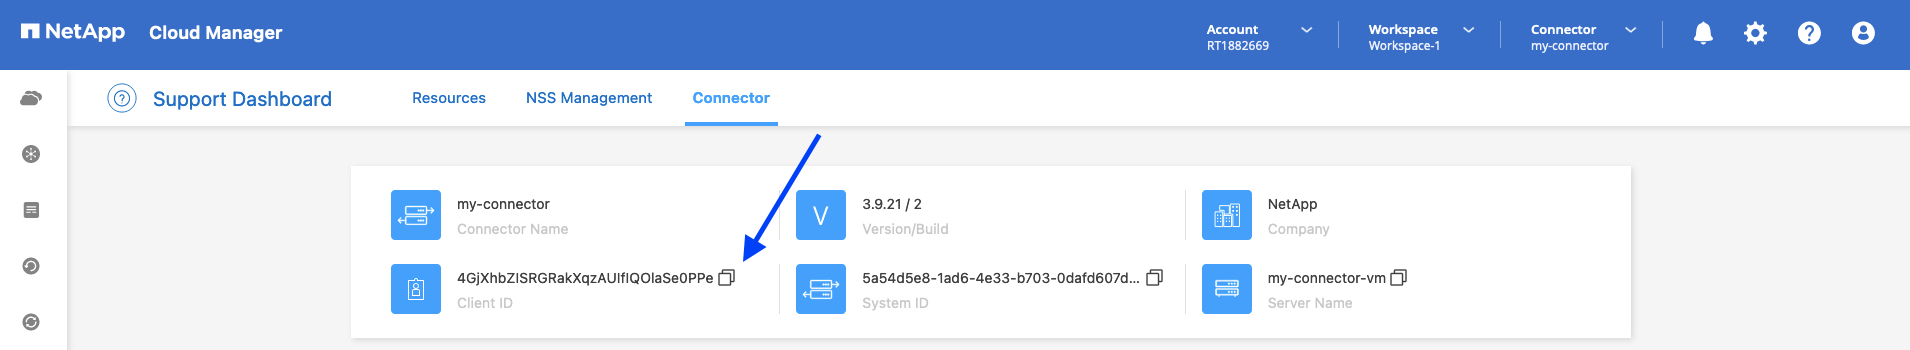 NetApp Cloud Manager
Account
RT1882669
Workspace
Workspace-1
Connector
my-connector
Support Dashboard
Resources
NSS Management
Connector
my-connector
Connector Name
V
3.9.21 / 2
Version/Build
NetApp
Company
4GjXhbZlSRGRakXqzAUlflQOlaSe0PPe
Client ID
5a54d5e8-1ad6-4e33-b703-0dafd607d...
System ID
my-connector-vm
Server Name